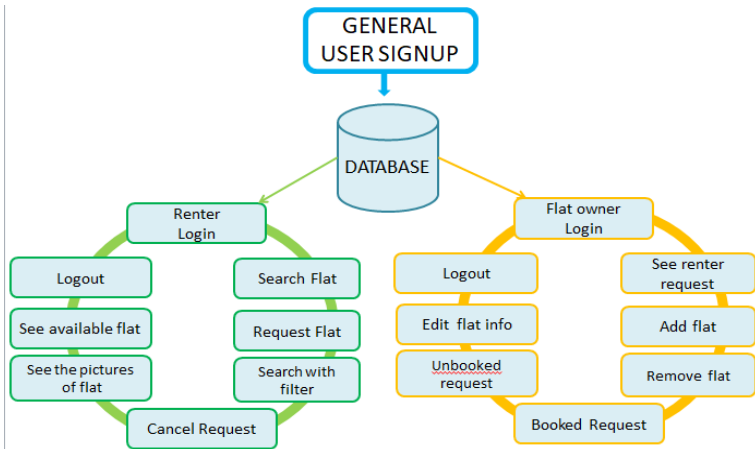 GENERAL
USER SIGNUP
DATABASE
Renter
Login
Logout
Search Flat
See available flat
Request Flat
See the pictures
of flat
Search with
filter
Cancel Request
Flat owner
Login
Logout
See renter
request
Edit flat info
Add flat
Unbooked
request
Remove flat
Booked Request